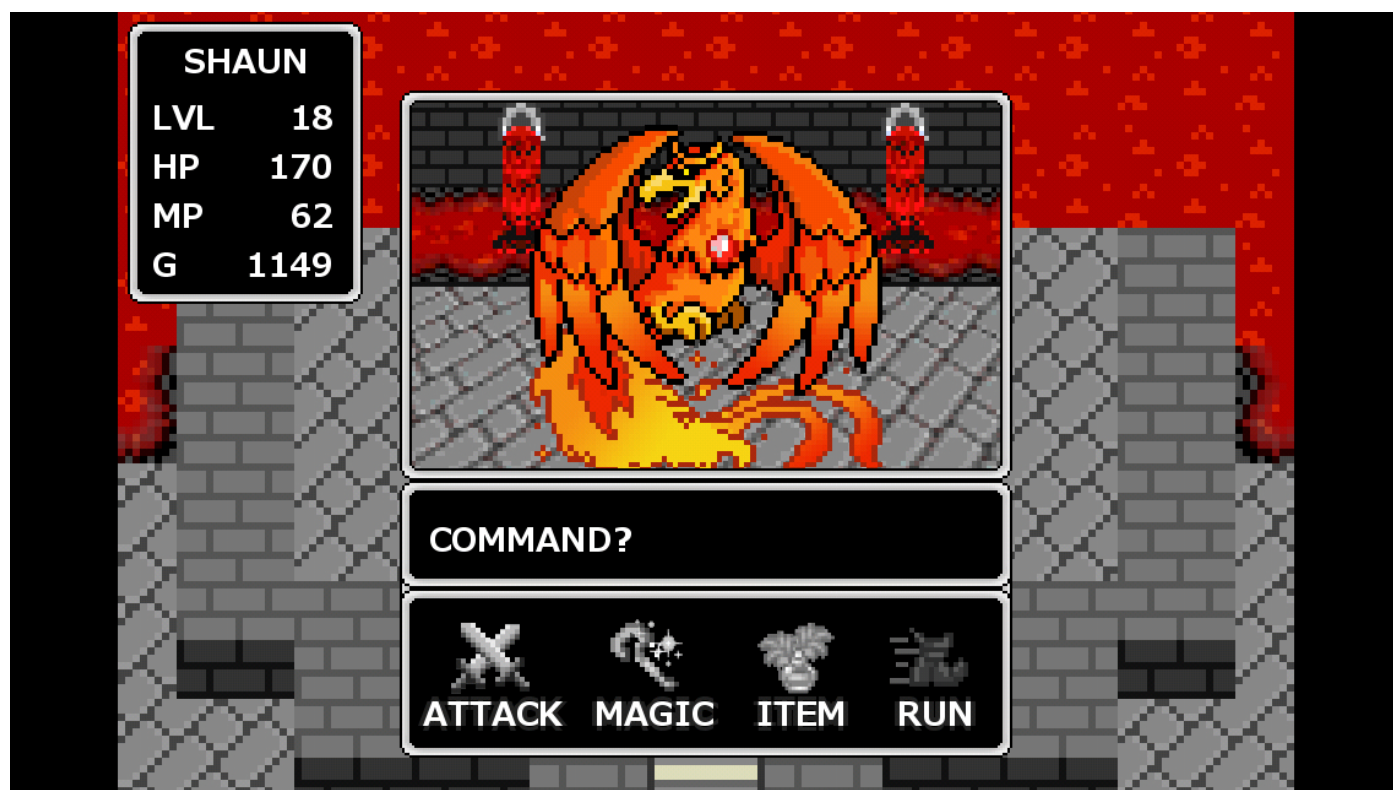 SHAUN
LVL 18
HP 170
MP 62
G 1149
COMMAND?
ATTACK MAGIC ITEM RUN